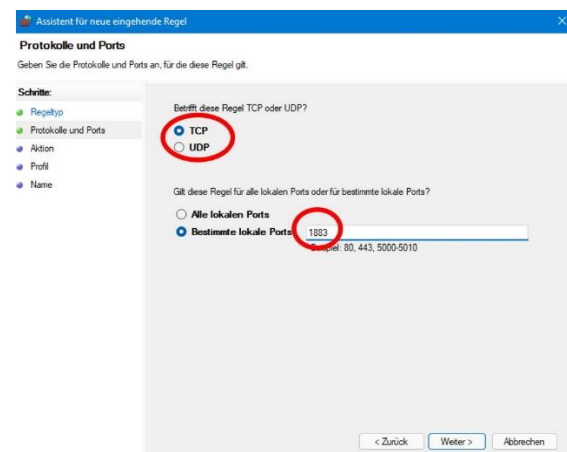 Assistent für neue eingehende Regel
Protokolle und Ports
Geben Sie die Protokolle und Ports an, für die diese Regel gilt.
Schritte:
Regeltyp
Protokolle und Ports
Aktion
Profil
Name
Betrifft diese Regel TCP oder UDP?
TCP
UDP
Gilt diese Regel für alle lokalen Ports oder für bestimmte lokale Ports?
Alle lokalen Ports
Bestimmte lokale Ports 1883
Beispiel: 80, 443, 5000-5010
< Zurück Weiter > Abbrechen